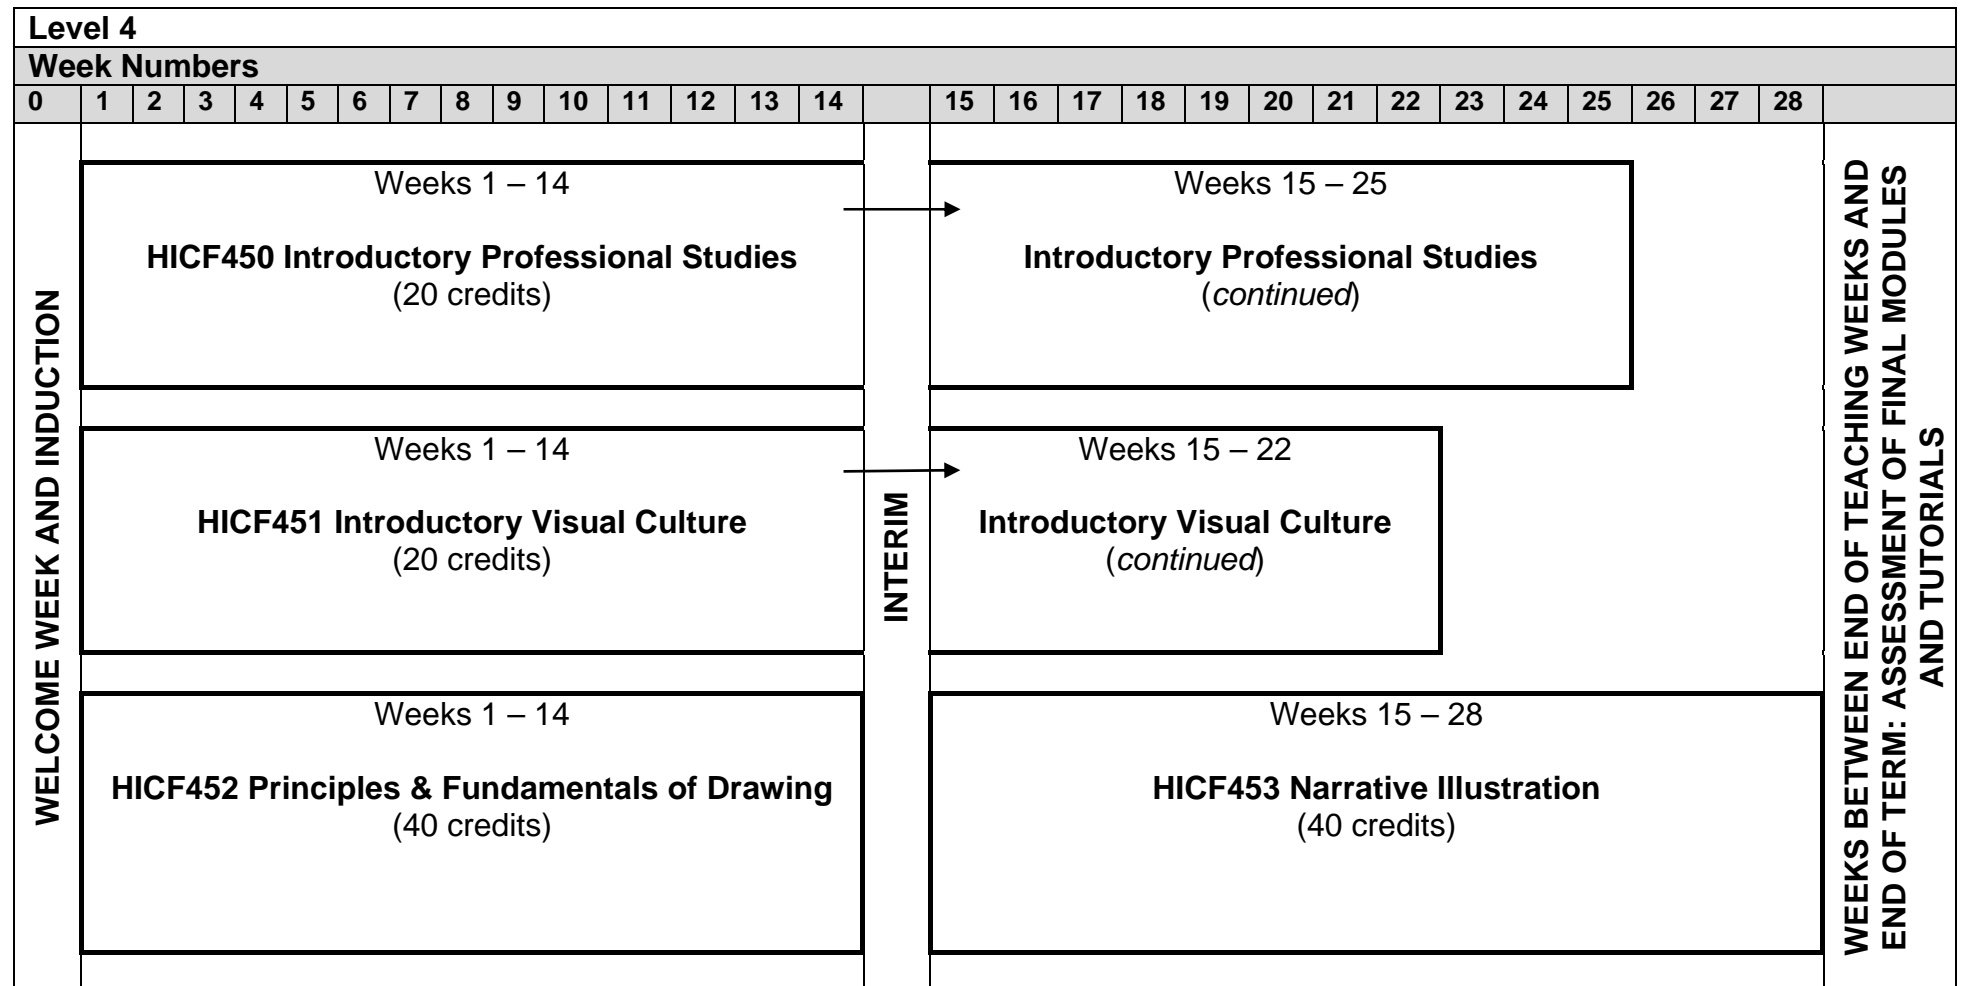 Level 4
Week Numbers
0 1 2 3 4 5 6 7 8 9 10 11 12 13 14 15 16 17 18 19 20 21 22 23 24 25 26 27 28
WELCOME WEEK AND INDUCTION
Weeks 1 – 14
HICF450 Introductory Professional Studies
(20 credits)
Weeks 15 – 25
Introductory Professional Studies
(continued)
Weeks 1 – 14
HICF451 Introductory Visual Culture
(20 credits)
INTERIM
Weeks 15 – 22
Introductory Visual Culture
(continued)
Weeks 1 – 14
HICF452 Principles & Fundamentals of Drawing
(40 credits)
Weeks 15 – 28
HICF453 Narrative Illustration
(40 credits)
WEEKS BETWEEN END OF TEACHING WEEKS AND
END OF TERM: ASSESSMENT OF FINAL MODULES
AND TUTORIALS